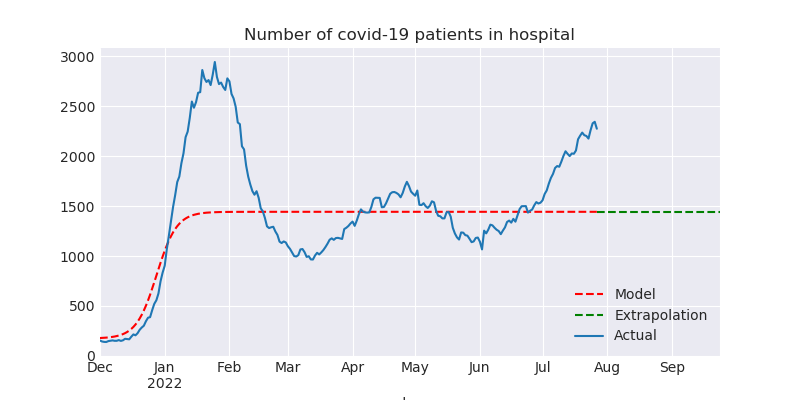 Number of covid-19 patients in hospital
3000
2500
2000
1500
1000
500
0
Dec Jan Feb Mar Apr May Jun Jul Aug Sep
2022
Model
Extrapolation
Actual